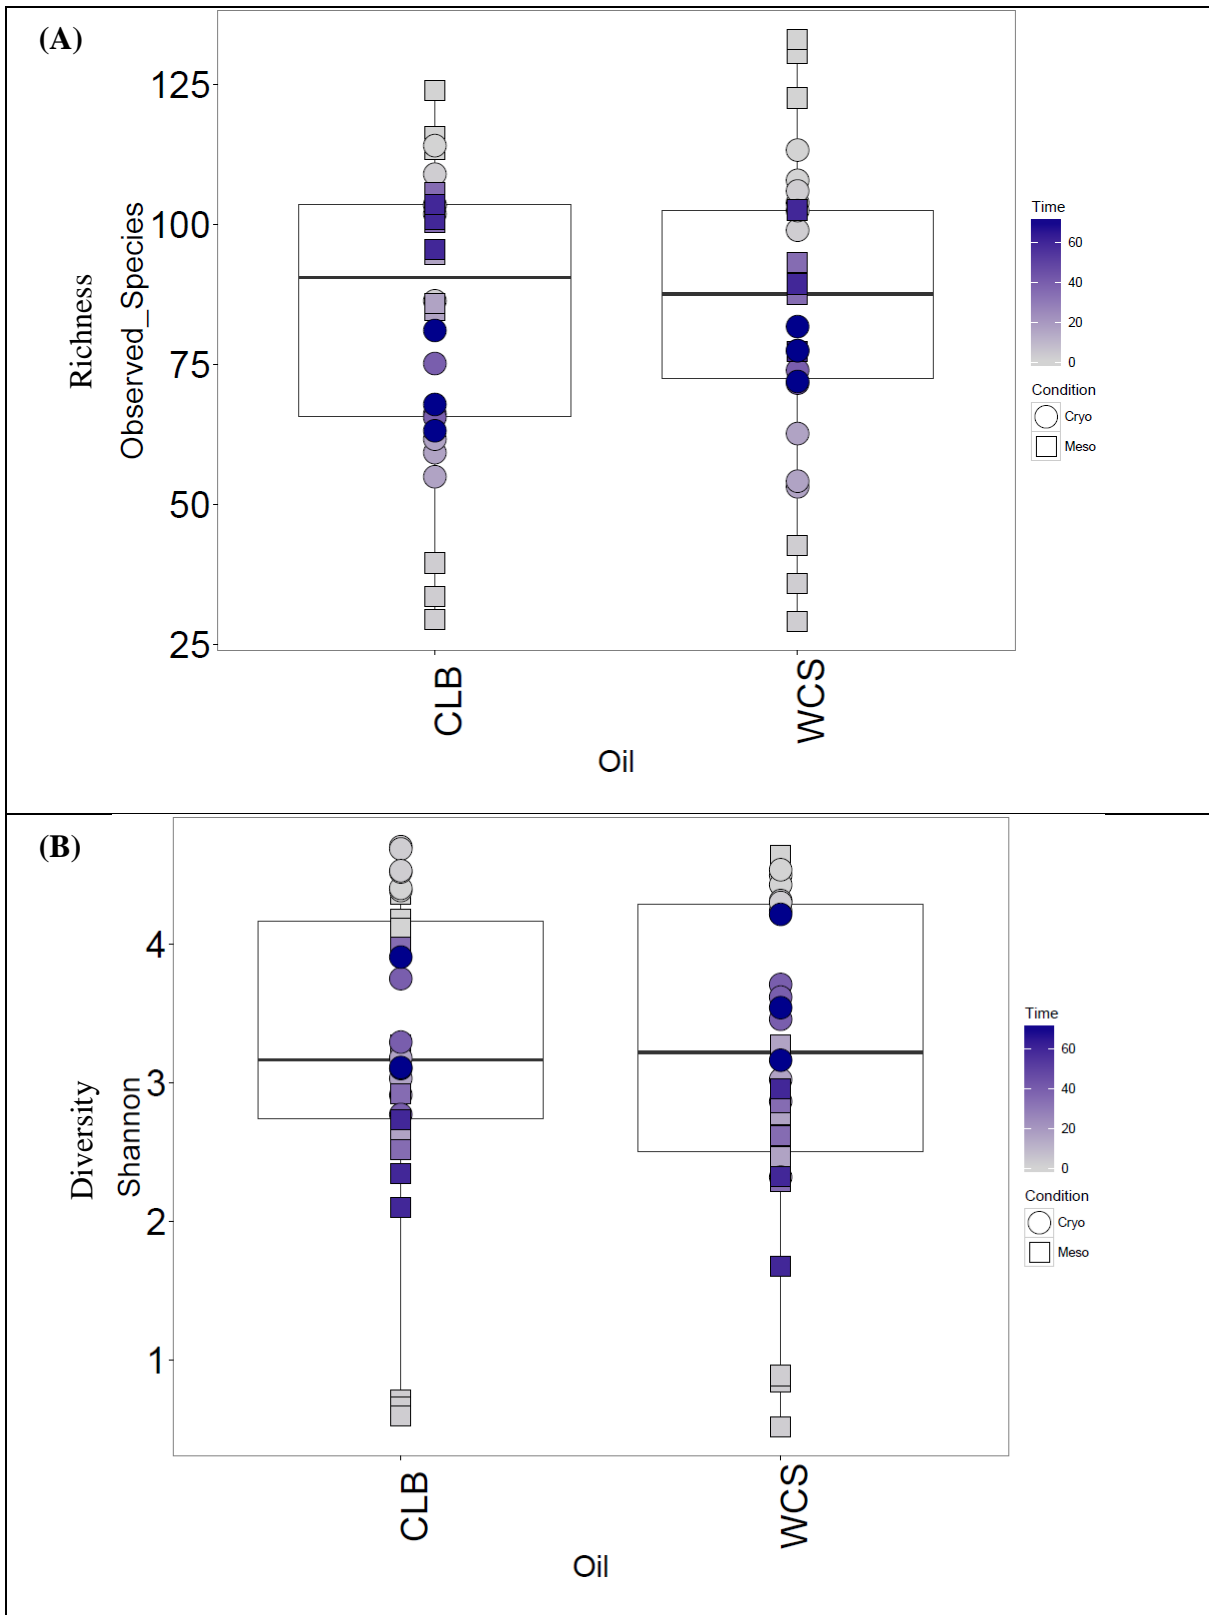 (A)
Richness
Observed_Species
125
100
75
50
25
CLB
WCS
Oil
Time
60
40
20
0
Condition
Cryo
Meso
(B)
Diversity
Shannon
4
3
2
1
CLB
WCS
Oil
Time
60
40
20
0
Condition
Cryo
Meso